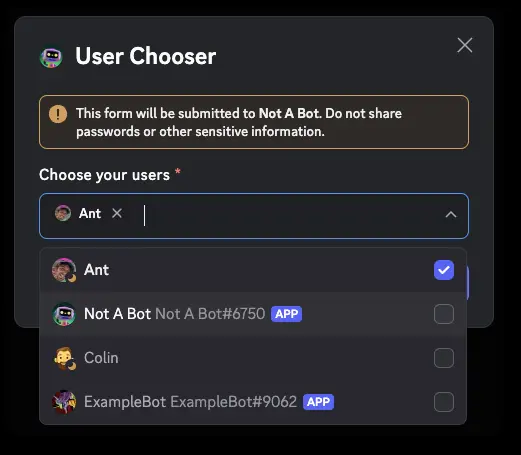 User Chooser
This form will be submitted to Not A Bot. Do not share
passwords or other sensitive information.
Choose your users *
Ant
Ant
Not A Bot Not A Bot#6750 APP
Colin
ExampleBot ExampleBot#9062 APP